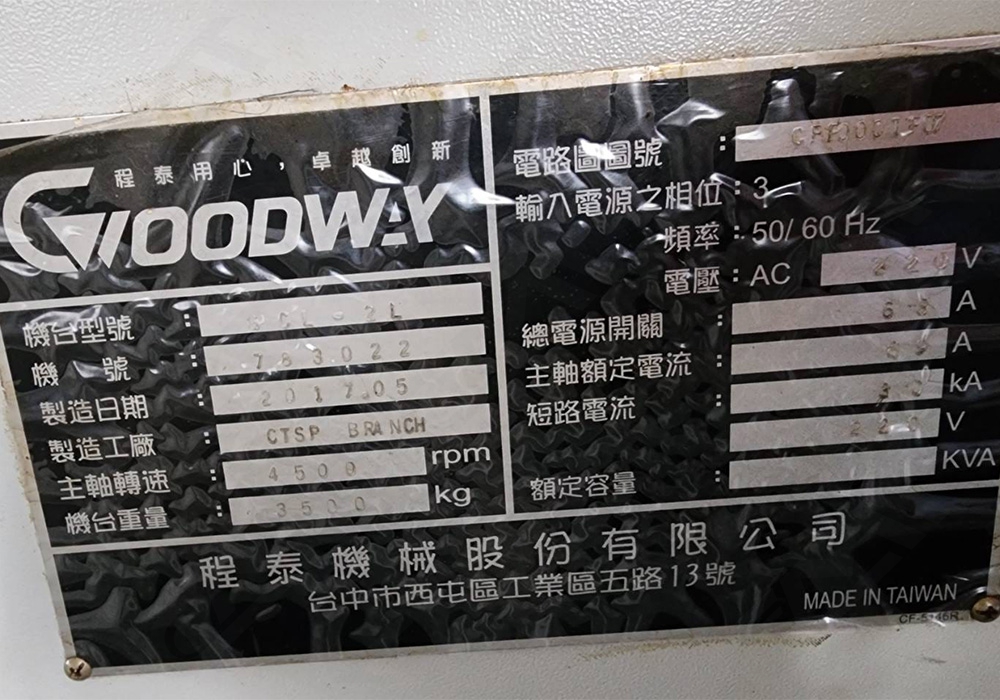 程泰用心，卓越創新
GOODWAY
機台型號：
機 號：783022
製造日期：2017.05
製造工廠：CTSP BRANCH
主軸轉速：4500 rpm
機台重量：3500 kg
電路圖圖號：
輸入電源之相位：3
頻率：50/60 Hz
電壓：AC 220 V
總電源開關：A
主軸額定電流：A
短路電流：kA
220 V
額定容量：KVA
程泰機械股份有限公司
台中市西屯區工業區五路13號
MADE IN TAIWAN